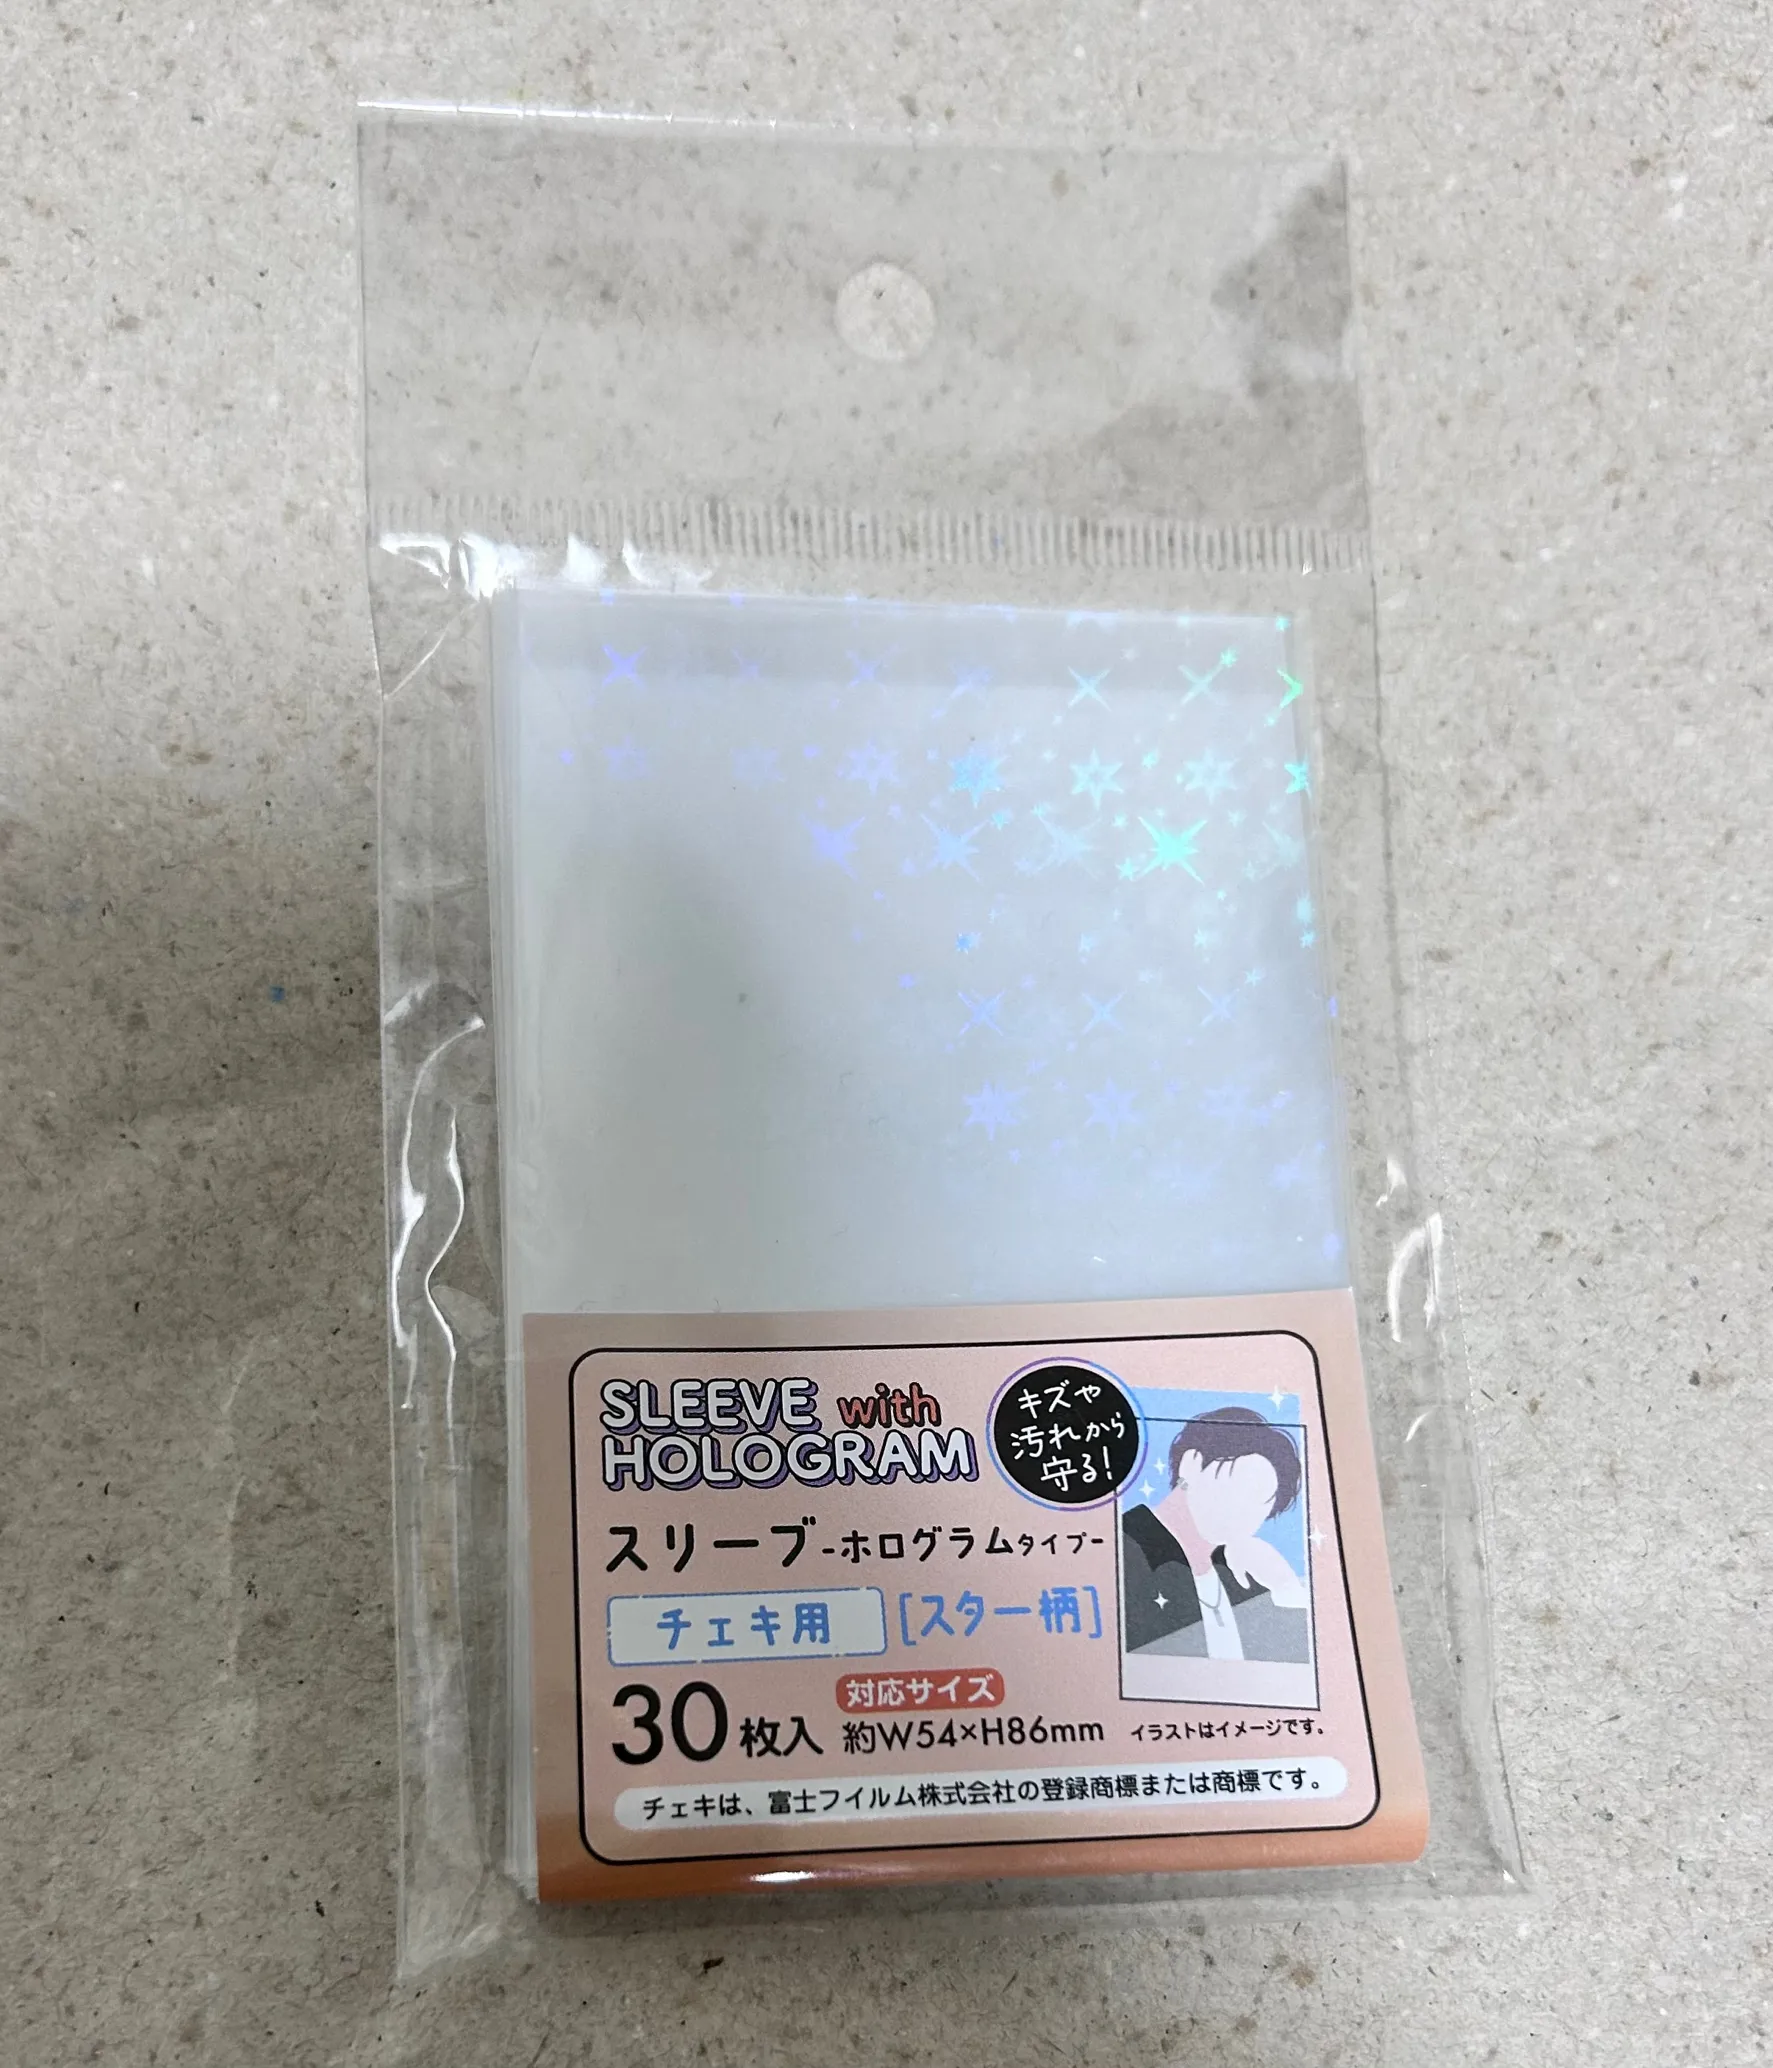 SLEEVE with
HOLOGRAM
キズや
汚れから
守る!
スリーブ-ホログラムタイプ-
チェキ用 [スター柄]
30枚入
対応サイズ
約W54×H86mm
イラストはイメージです。
チェキは、富士フイルム株式会社の登録商標または商標です。